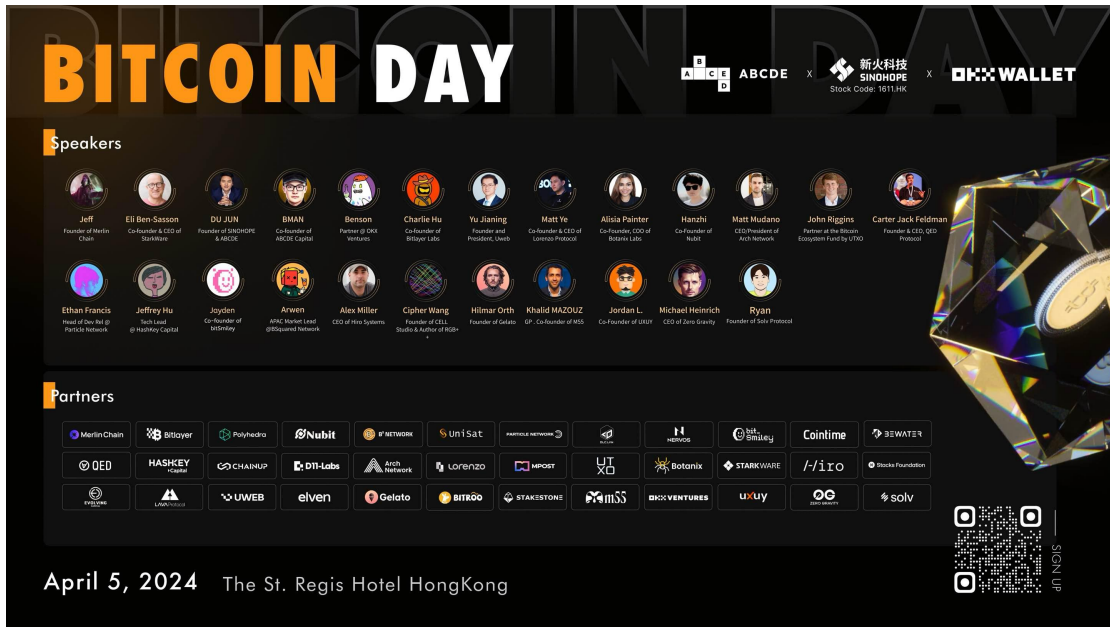 BITCOIN DAY
A B C E D ABCDE X 新火科技 SINOHOPE Stock Code: 1611.HK X OKX WALLET
Speakers
Jeff
Founder of Merlin
Chain
Eli Ben-Sasson
Co-founder & CEO of
StarkWare
DU JUN
Founder of SINOHOPE
& ABCDE
BMAN
Co-founder of
ABCDE Capital
Benson
Partner @ OKX
Ventures
Charlie Hu
Co-founder of
Bitlayer Labs
Yu Jianing
Founder and
President, Uweb
Matt Ye
Co-founder & CEO of
Lorenzo Protocol
Alisia Painter
Co-founder, COO of
Botanix Labs
Hanzhi
Co-Founder of
Nubit
Matt Mudano
CEO/President of
Arch Network
John Riggins
Partner at the Bitcoin
Ecosystem Fund by UTXO
Carter Jack Feldman
Founder & CEO, QED
Protocol
Ethan Francis
Head of Dev Rel @
Particle Network
Jeffrey Hu
Tech Lead
@ HashKey Capital
Jayden
Co-founder of
bitSmiley
Arwen
APAC Market Lead
@BSquared Network
Alex Miller
CEO of Hiro Systems
Cipher Wang
Founder of CELL
Studio & Author of RGB+
+
Hilmar Orth
Founder of Gelato
Khalid MAZOUZ
GP . Co-founder of M55
Jordan L.
Co-Founder of UXUY
Michael Heinrich
CEO of Zero Gravity
Ryan
Founder of Solv Protocol
Partners
Merlin Chain
Bitlayer
Polyhedra
Nubit
B² NETWORK
UniSat
PARTICLE NETWORK
NERVOS
bit Smiley
Cointime
BEWATER
QED
HASHKEY Capital
CHAINUP
D11-Labs
Arch Network
LORENZO
MPOST
UTXO
Botanix
STARKWARE
Hiro
Stacks Foundation
EVOLVING
LAVA Protocol
UWEB
elven
Gelato
BITROO
STAKESTONE
m55
OKX VENTURES
uxuy
0G ZERO GRAVITY
solv
SIGN UP
April 5, 2024 The St. Regis Hotel HongKong